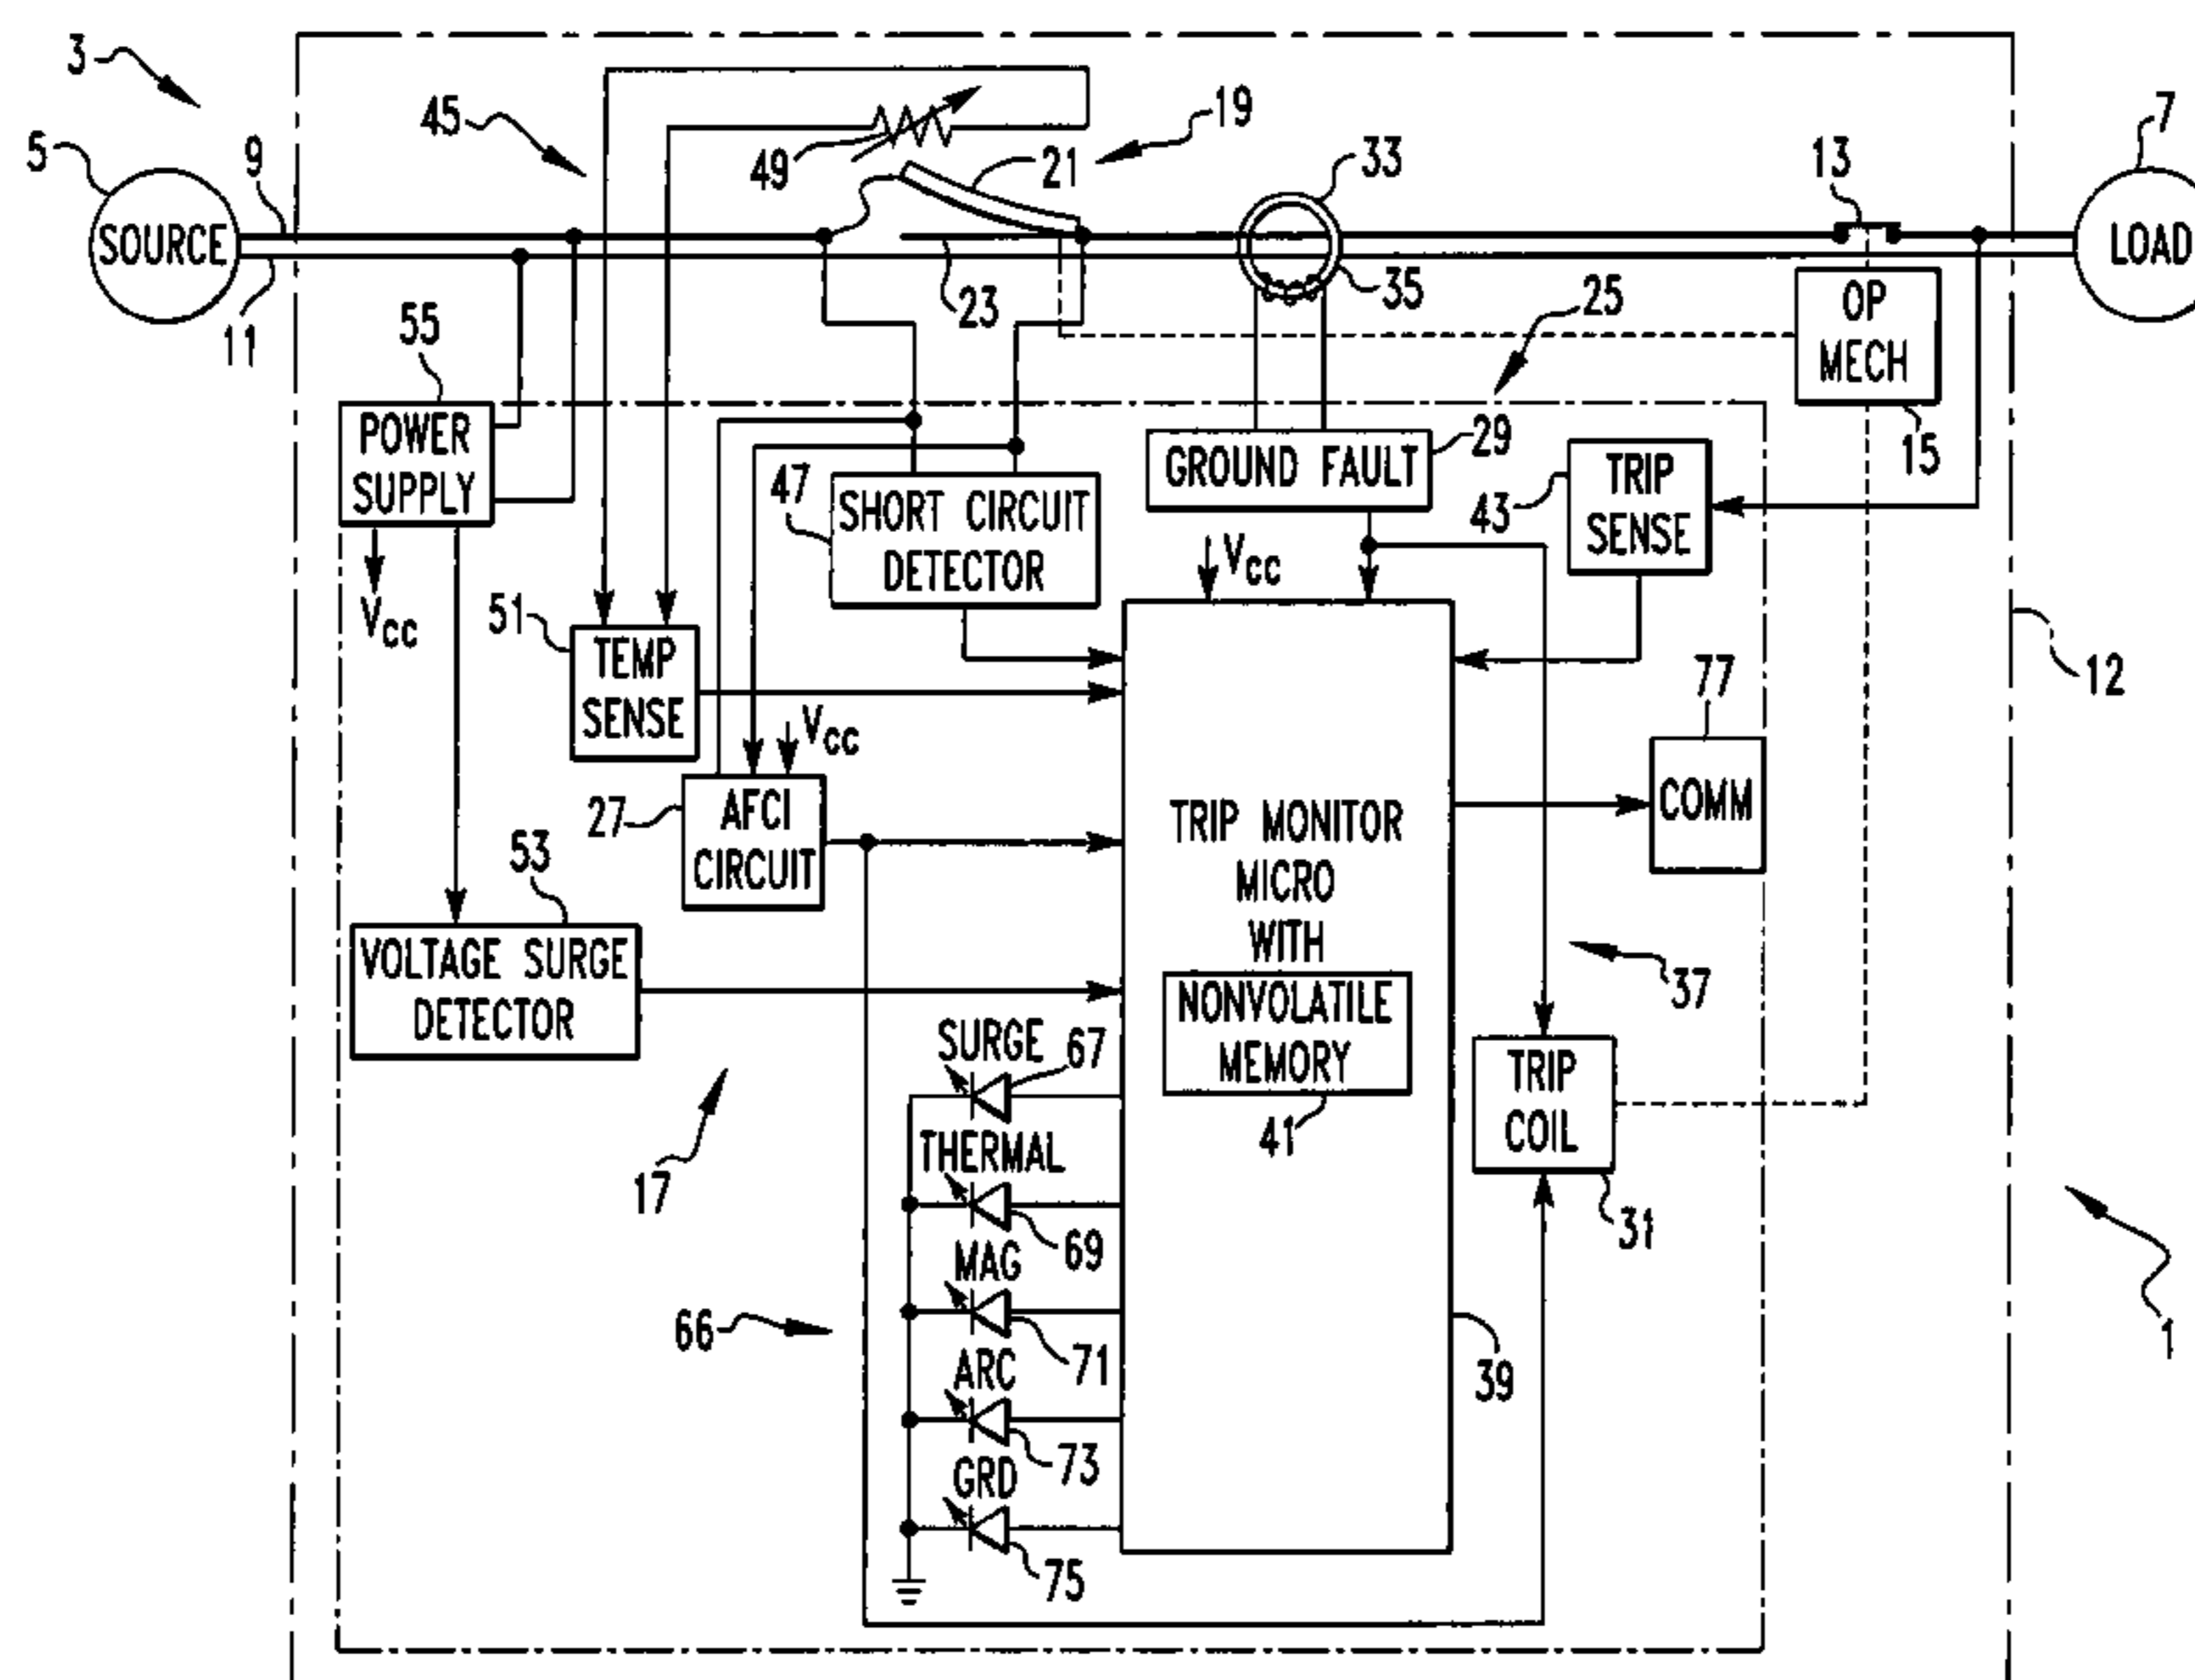 3
45
49
19
21
33
13
7
5
9
SOURCE
11
23
35
25
LOAD
OP
MECH
15
55
POWER
SUPPLY
Vcc
47
SHORT CIRCUIT
DETECTOR
GROUND FAULT
29
43
TRIP
SENSE
Vcc
51
TEMP
SENSE
Vcc
12
77
COMM
27
AFCI
CIRCUIT
53
VOLTAGE SURGE
DETECTOR
TRIP MONITOR
MICRO
WITH
NONVOLATILE
MEMORY
41
37
17
SURGE
67
THERMAL
69
MAG
71
ARC
73
GRD
75
66
TRIP
COIL
31
39
1